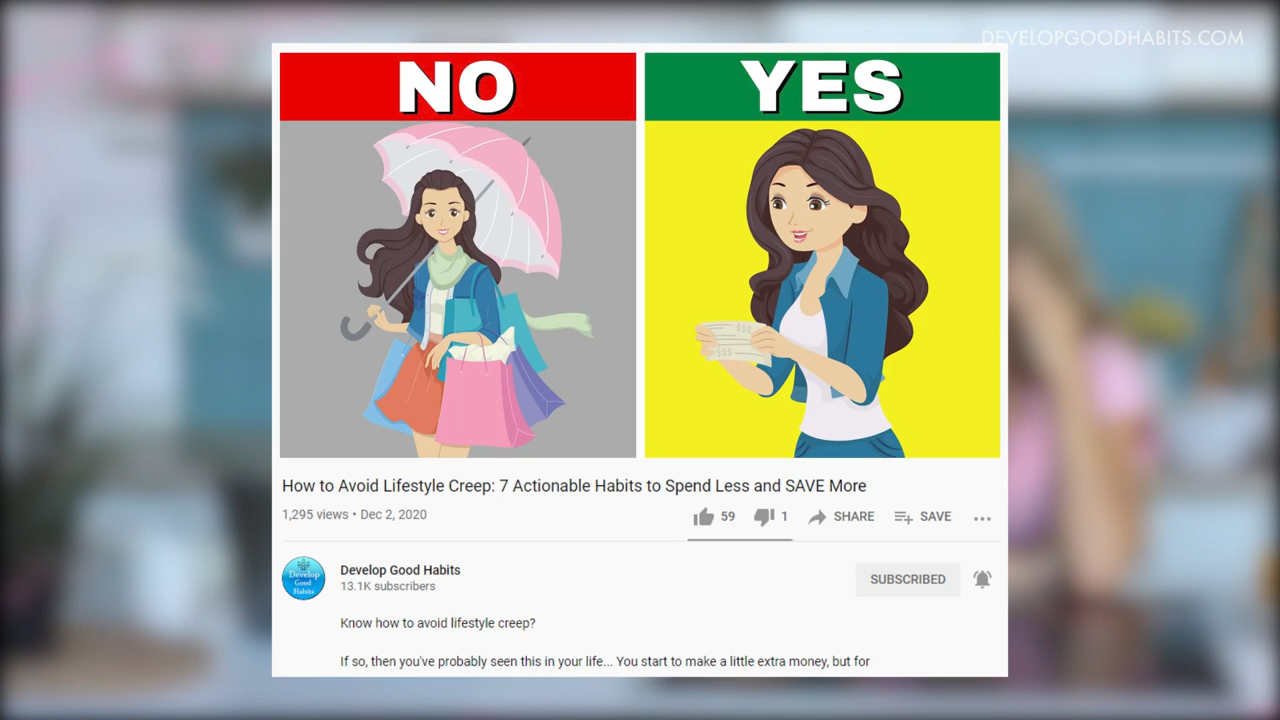 DEVELOPGOODHABITS.COM
NO
YES
$$$
$$$
How to Avoid Lifestyle Creep: 7 Actionable Habits to Spend Less and SAVE More
1,295 views • Dec 2, 2020
59
1
SHARE
SAVE
Develop
Good
Habits
Develop Good Habits
13.1K subscribers
SUBSCRIBED
Know how to avoid lifestyle creep?
If so, then you've probably seen this in your life... You start to make a little extra money, but for